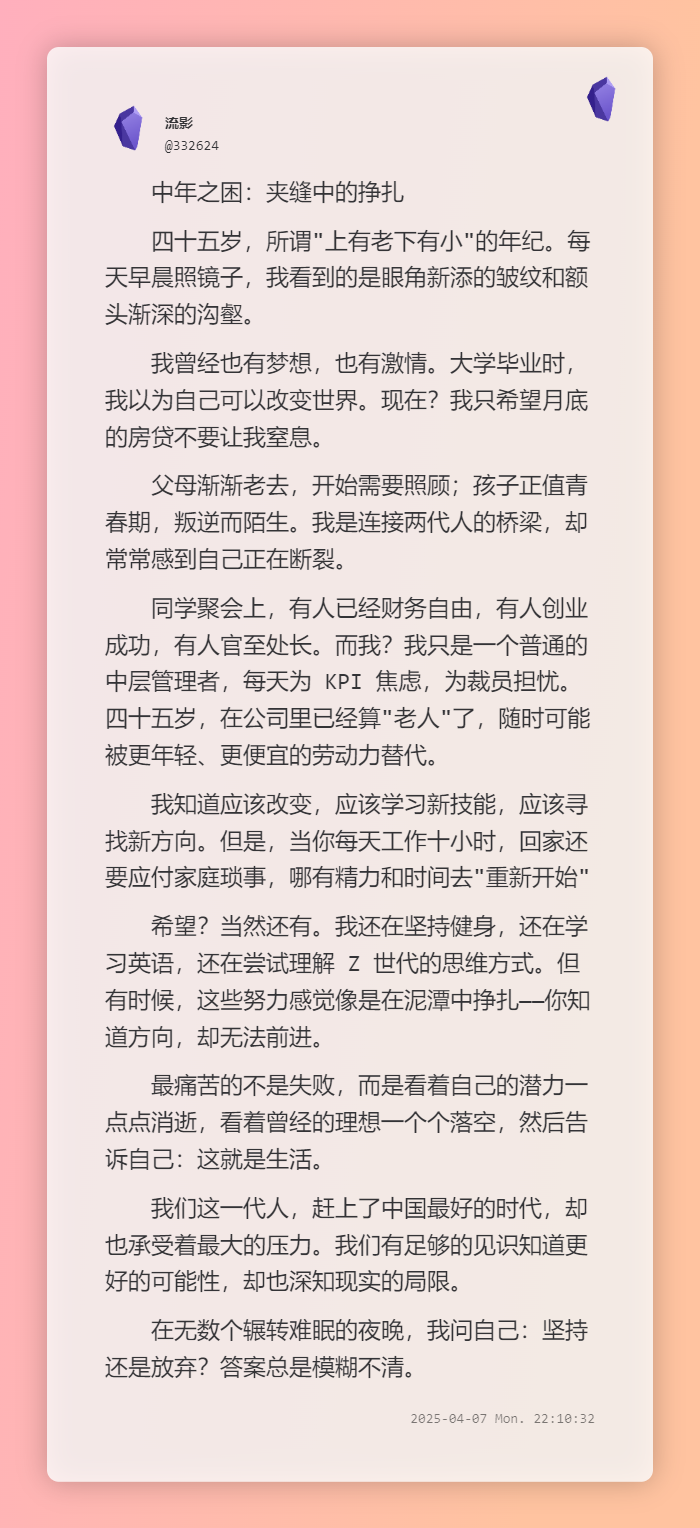 流影
@332624
中年之困：夹缝中的挣扎
四十五岁，所谓"上有老下有小"的年纪。每
天早晨照镜子，我看到的是眼角新添的皱纹和额
头渐深的沟壑。
我曾经也有梦想，也有激情。大学毕业时，
我以为自己可以改变世界。现在？我只希望月底
的房贷不要让我窒息。
父母渐渐老去，开始需要照顾；孩子正值青
春期，叛逆而陌生。我是连接两代人的桥梁，却
常常感到自己正在断裂。
同学聚会上，有人已经财务自由，有人创业
成功，有人官至处长。而我？我只是一个普通的
中层管理者，每天为 KPI 焦虑，为裁员担忧。
四十五岁，在公司里已经算"老人"了，随时可能
被更年轻、更便宜的劳动力替代。
我知道应该改变，应该学习新技能，应该寻
找新方向。但是，当你每天工作十小时，回家还
要应付家庭琐事，哪有精力和时间去"重新开始"
希望？当然还有。我还在坚持健身，还在学
习英语，还在尝试理解 Z 世代的思维方式。但
有时候，这些努力感觉像是在泥潭中挣扎——你知
道方向，却无法前进。
最痛苦的不是失败，而是看着自己的潜力一
点点消逝，看着曾经的理想一个个落空，然后告
诉自己：这就是生活。
我们这一代人，赶上了中国最好的时代，却
也承受着最大的压力。我们有足够的见识知道更
好的可能性，却也深知现实的局限。
在无数个辗转难眠的夜晚，我问自己：坚持
还是放弃？答案总是模糊不清。
2025-04-07 Mon. 22:10:32